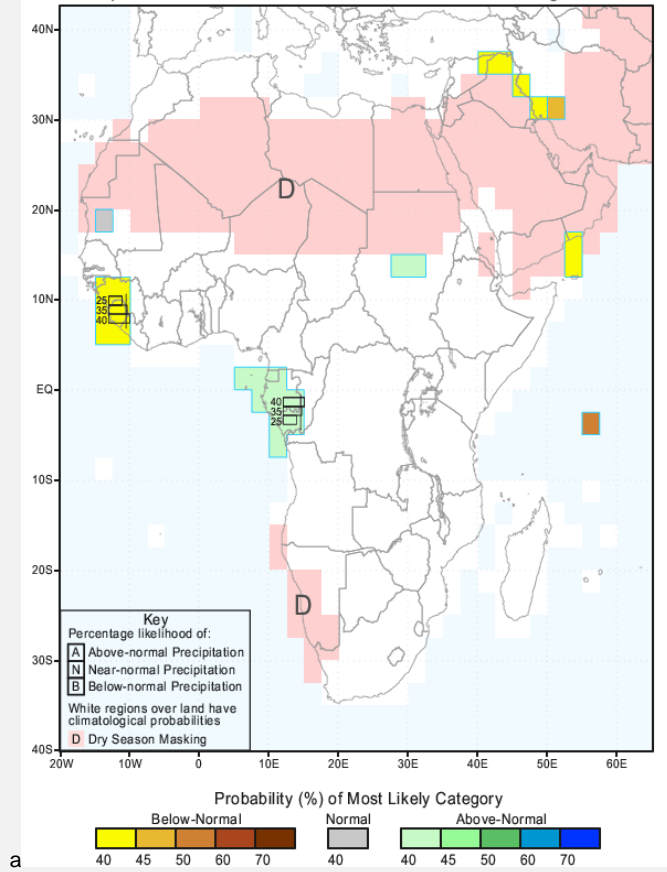 40N
30N
D
20N
10N
25
35
40
EQ
40
35
25
10S
20S
D
30S
40S
Key
Percentage likelihood of:
A Above-normal Precipitation
N Near-normal Precipitation
B Below-normal Precipitation
White regions over land have
climatological probabilities
D Dry Season Masking
20W 10W 0 10E 20E 30E 40E 50E 60E
Probability (%) of Most Likely Category
Below-Normal Normal Above-Normal
40 45 50 60 70 40 40 45 50 60 70
a